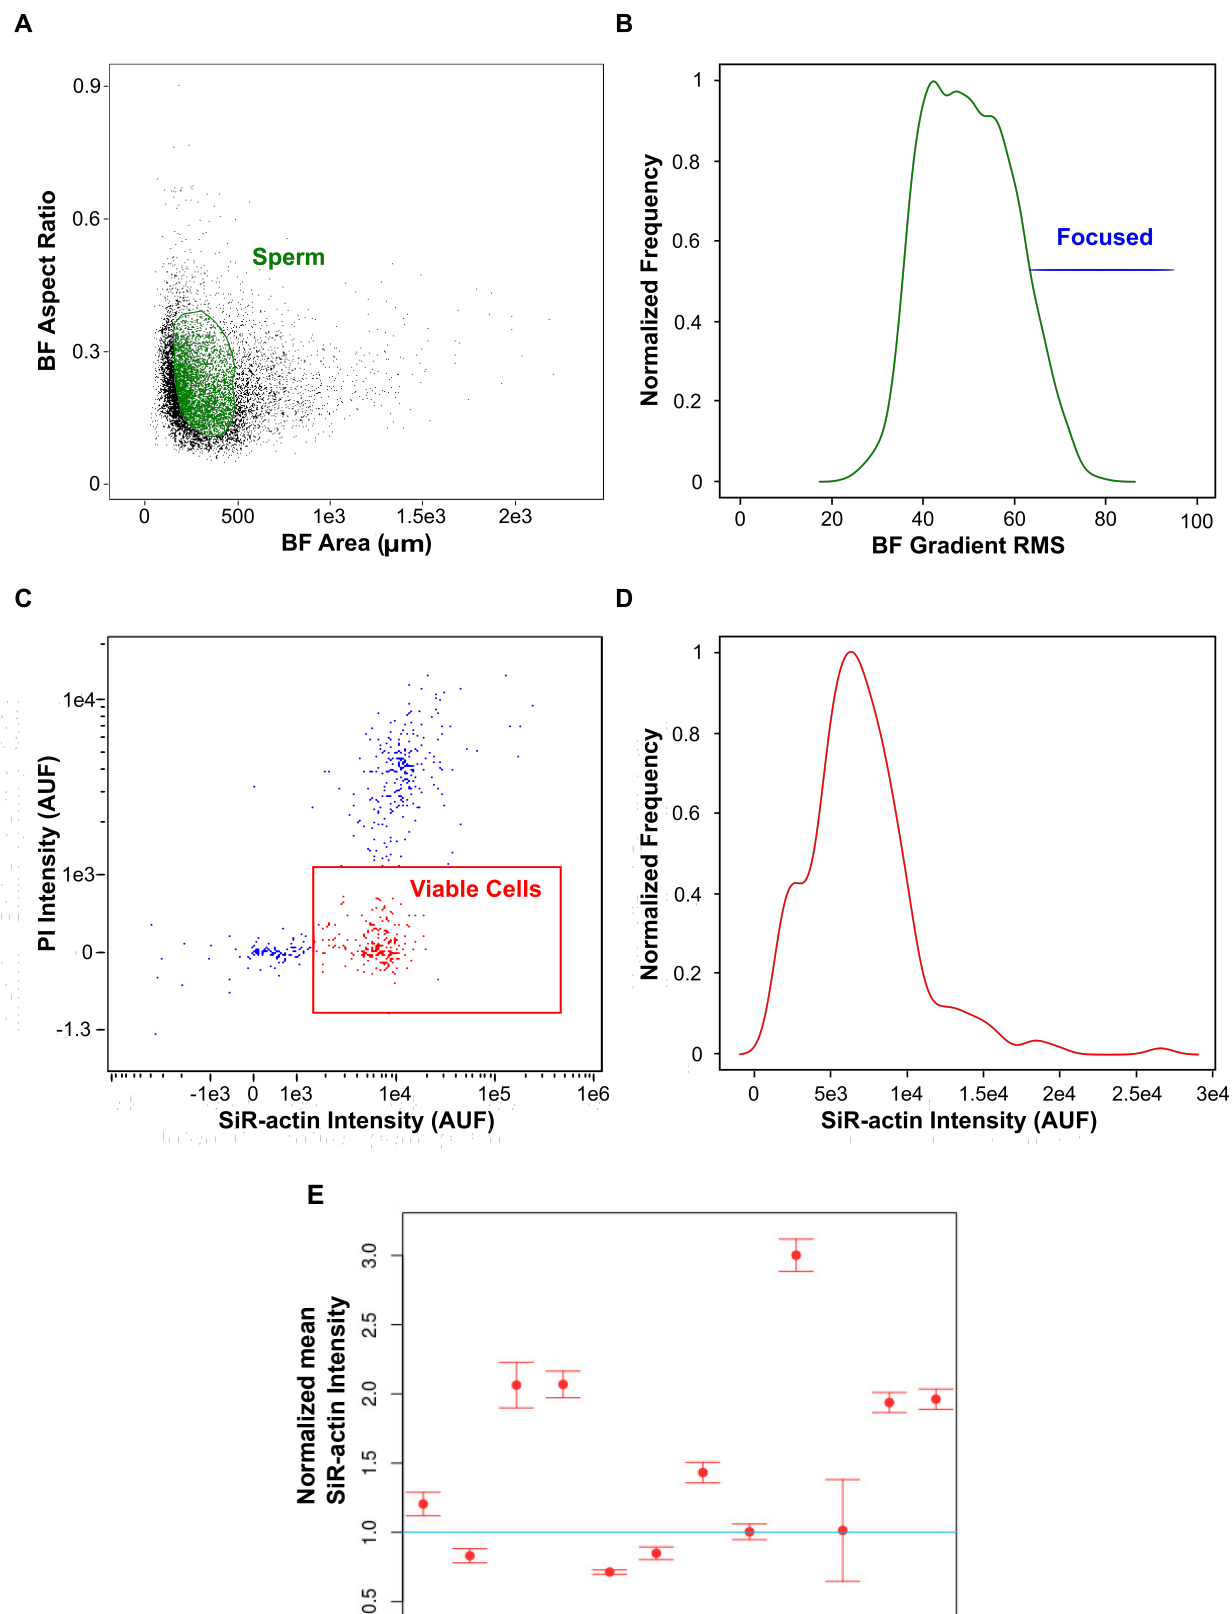 A
BF Aspect Ratio
0.9
0.6
0.3
0
Sperm
0 500 1e3 1.5e3 2e3
BF Area (μm)
B
Normalized Frequency
1
0.8
0.6
0.4
0.2
0
Focused
0 20 40 60 80 100
BF Gradient RMS
C
PI Intensity (AUF)
1e4
1e3
0
-1.3
Viable Cells
-1e3 0 1e3 1e4 1e5 1e6
SiR-actin Intensity (AUF)
D
Normalized Frequency
1
0.8
0.6
0.4
0.2
0
0 5e3 1e4 1.5e4 2e4 2.5e4 3e4
SiR-actin Intensity (AUF)
E
Normalized mean
SiR-actin Intensity
3.0
2.5
2.0
1.5
1.0
0.5